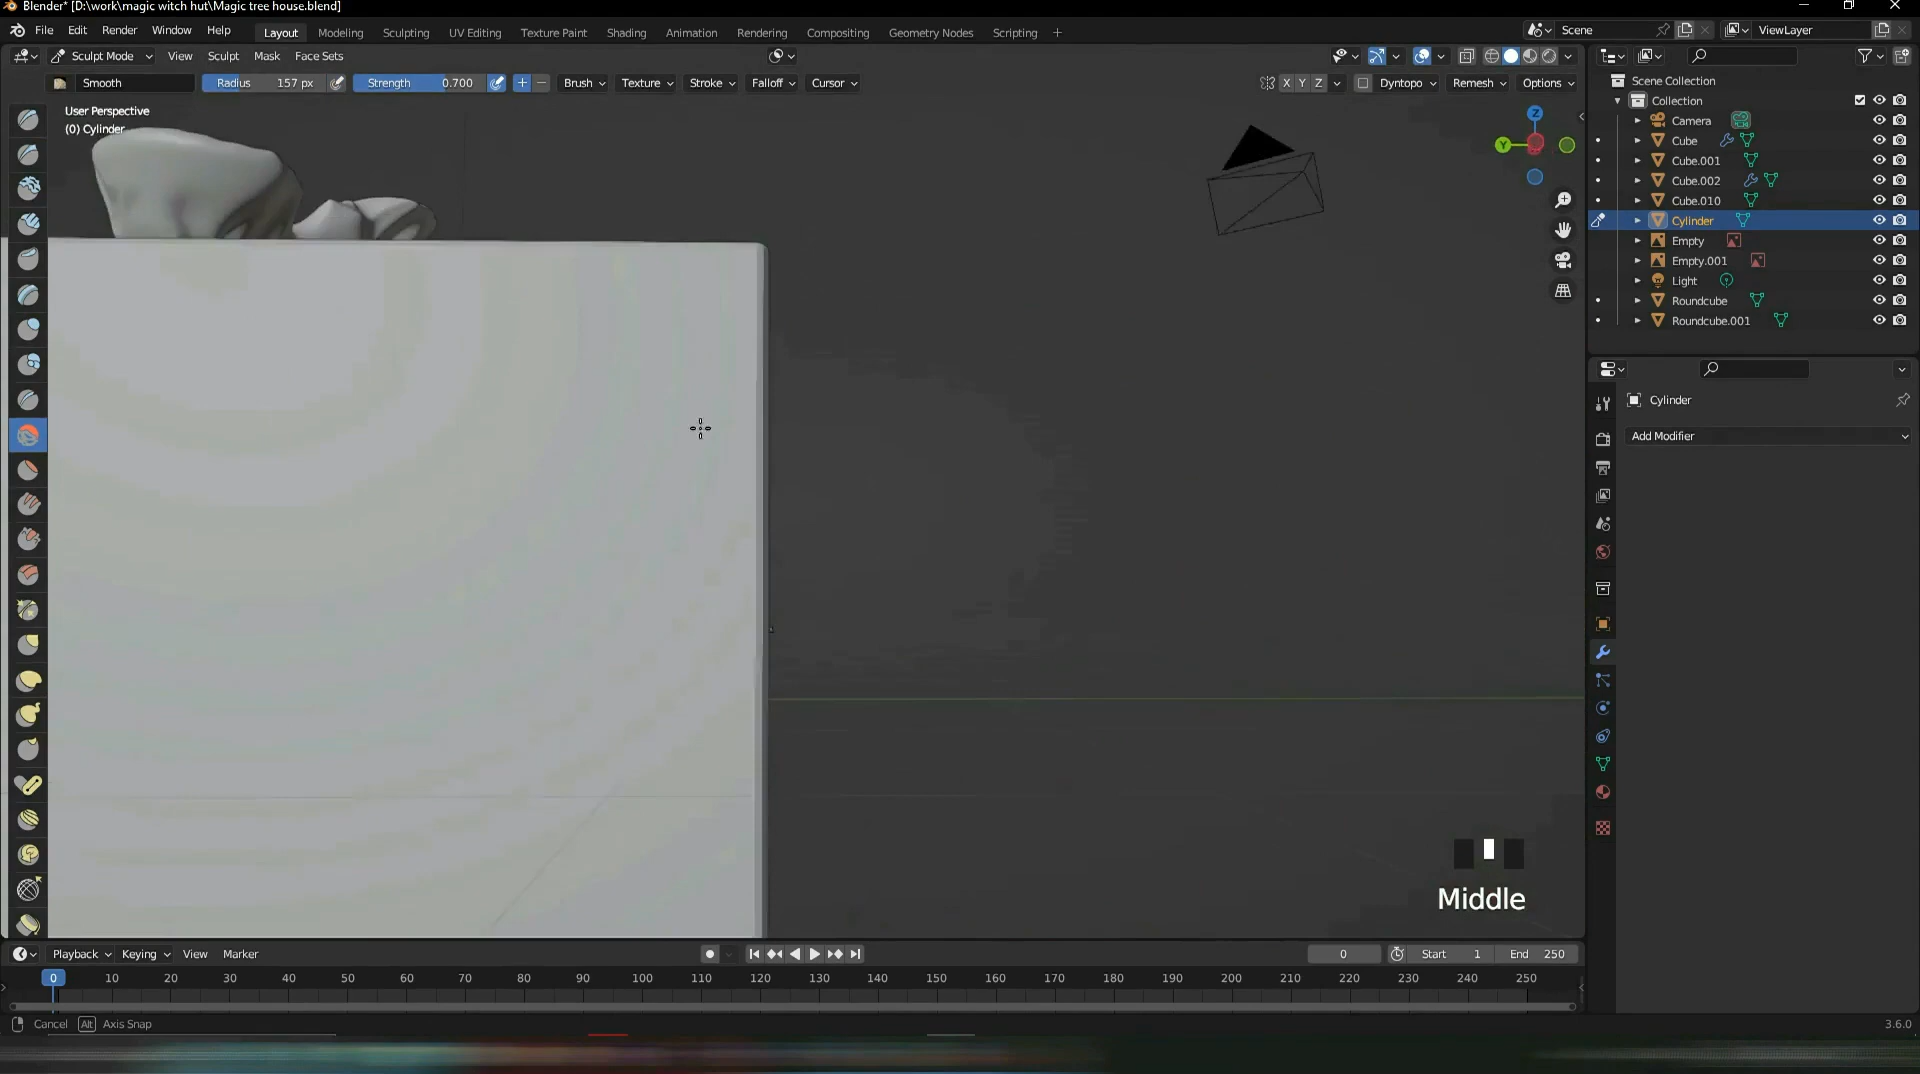 Blender* [D:\work\magic witch hut\Magic tree house.blend]
File Edit Render Window Help Layout Modeling Sculpting UV Editing Texture Paint Shading Animation Rendering Compositing Geometry Nodes Scripting + Scene ViewLayer
Sculpt Mode View Sculpt Mask Face Sets
Smooth Radius 157 px Strength 0.700 Brush Texture Stroke Falloff Cursor X Y Z Dyntopo Remesh Options
User Perspective
(0) Cylinder
Z
Y
Scene Collection
Collection
Camera
Cube
Cube.001
Cube.002
Cube.010
Cylinder
Empty
Empty.001
Light
Roundcube
Roundcube.001
Cylinder
Add Modifier
Middle
Playback Keying View Marker 0 Start 1 End 250
0 10 20 30 40 50 60 70 80 90 100 110 120 130 140 150 160 170 180 190 200 210 220 230 240 250
Cancel Alt Axis Snap 3.6.0